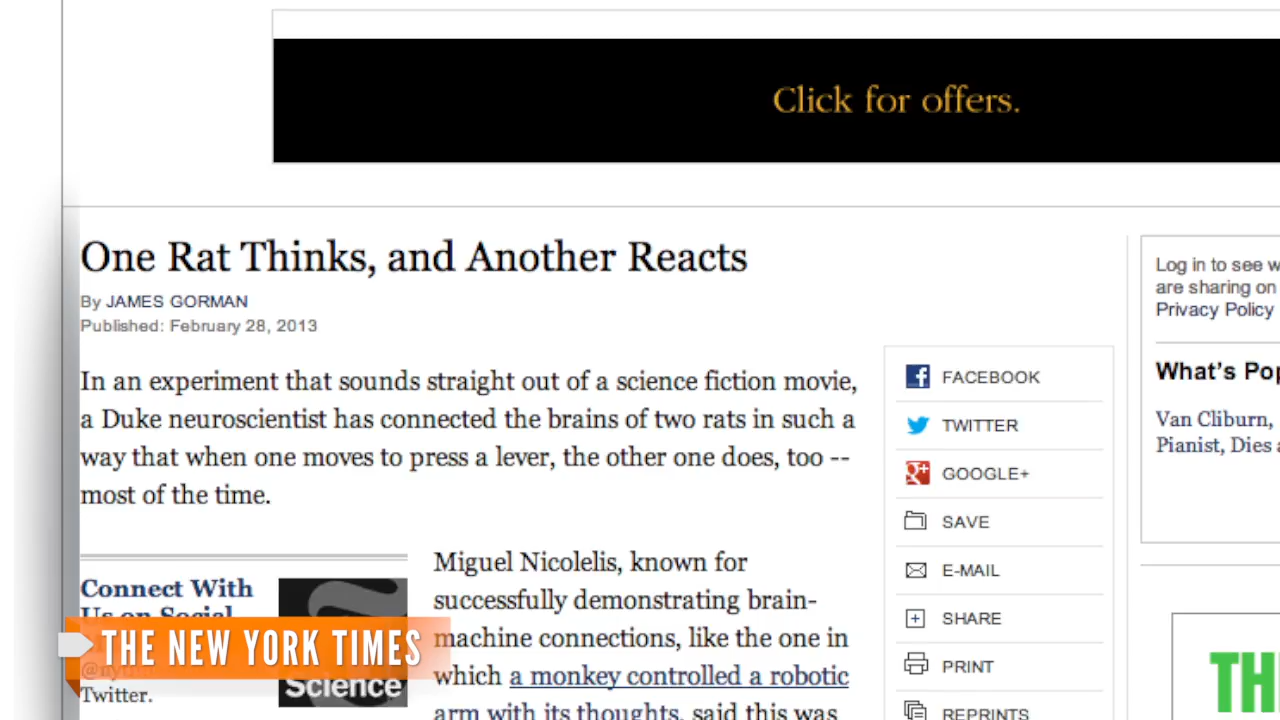 Click for offers.
One Rat Thinks, and Another Reacts
By JAMES GORMAN
Published: February 28, 2013
In an experiment that sounds straight out of a science fiction movie,
a Duke neuroscientist has connected the brains of two rats in such a
way that when one moves to press a lever, the other one does, too --
most of the time.
Connect With
Us on Social
Twitter.
Science
THE NEW YORK TIMES
Miguel Nicolelis, known for
successfully demonstrating brain-
machine connections, like the one in
which a monkey controlled a robotic
arm with its thoughts, said this was
FACEBOOK
TWITTER
GOOGLE+
SAVE
E-MAIL
SHARE
PRINT
REPRINTS
Log in to see w
are sharing on
Privacy Policy
What's Pop
Van Cliburn,
Pianist, Dies a
TH